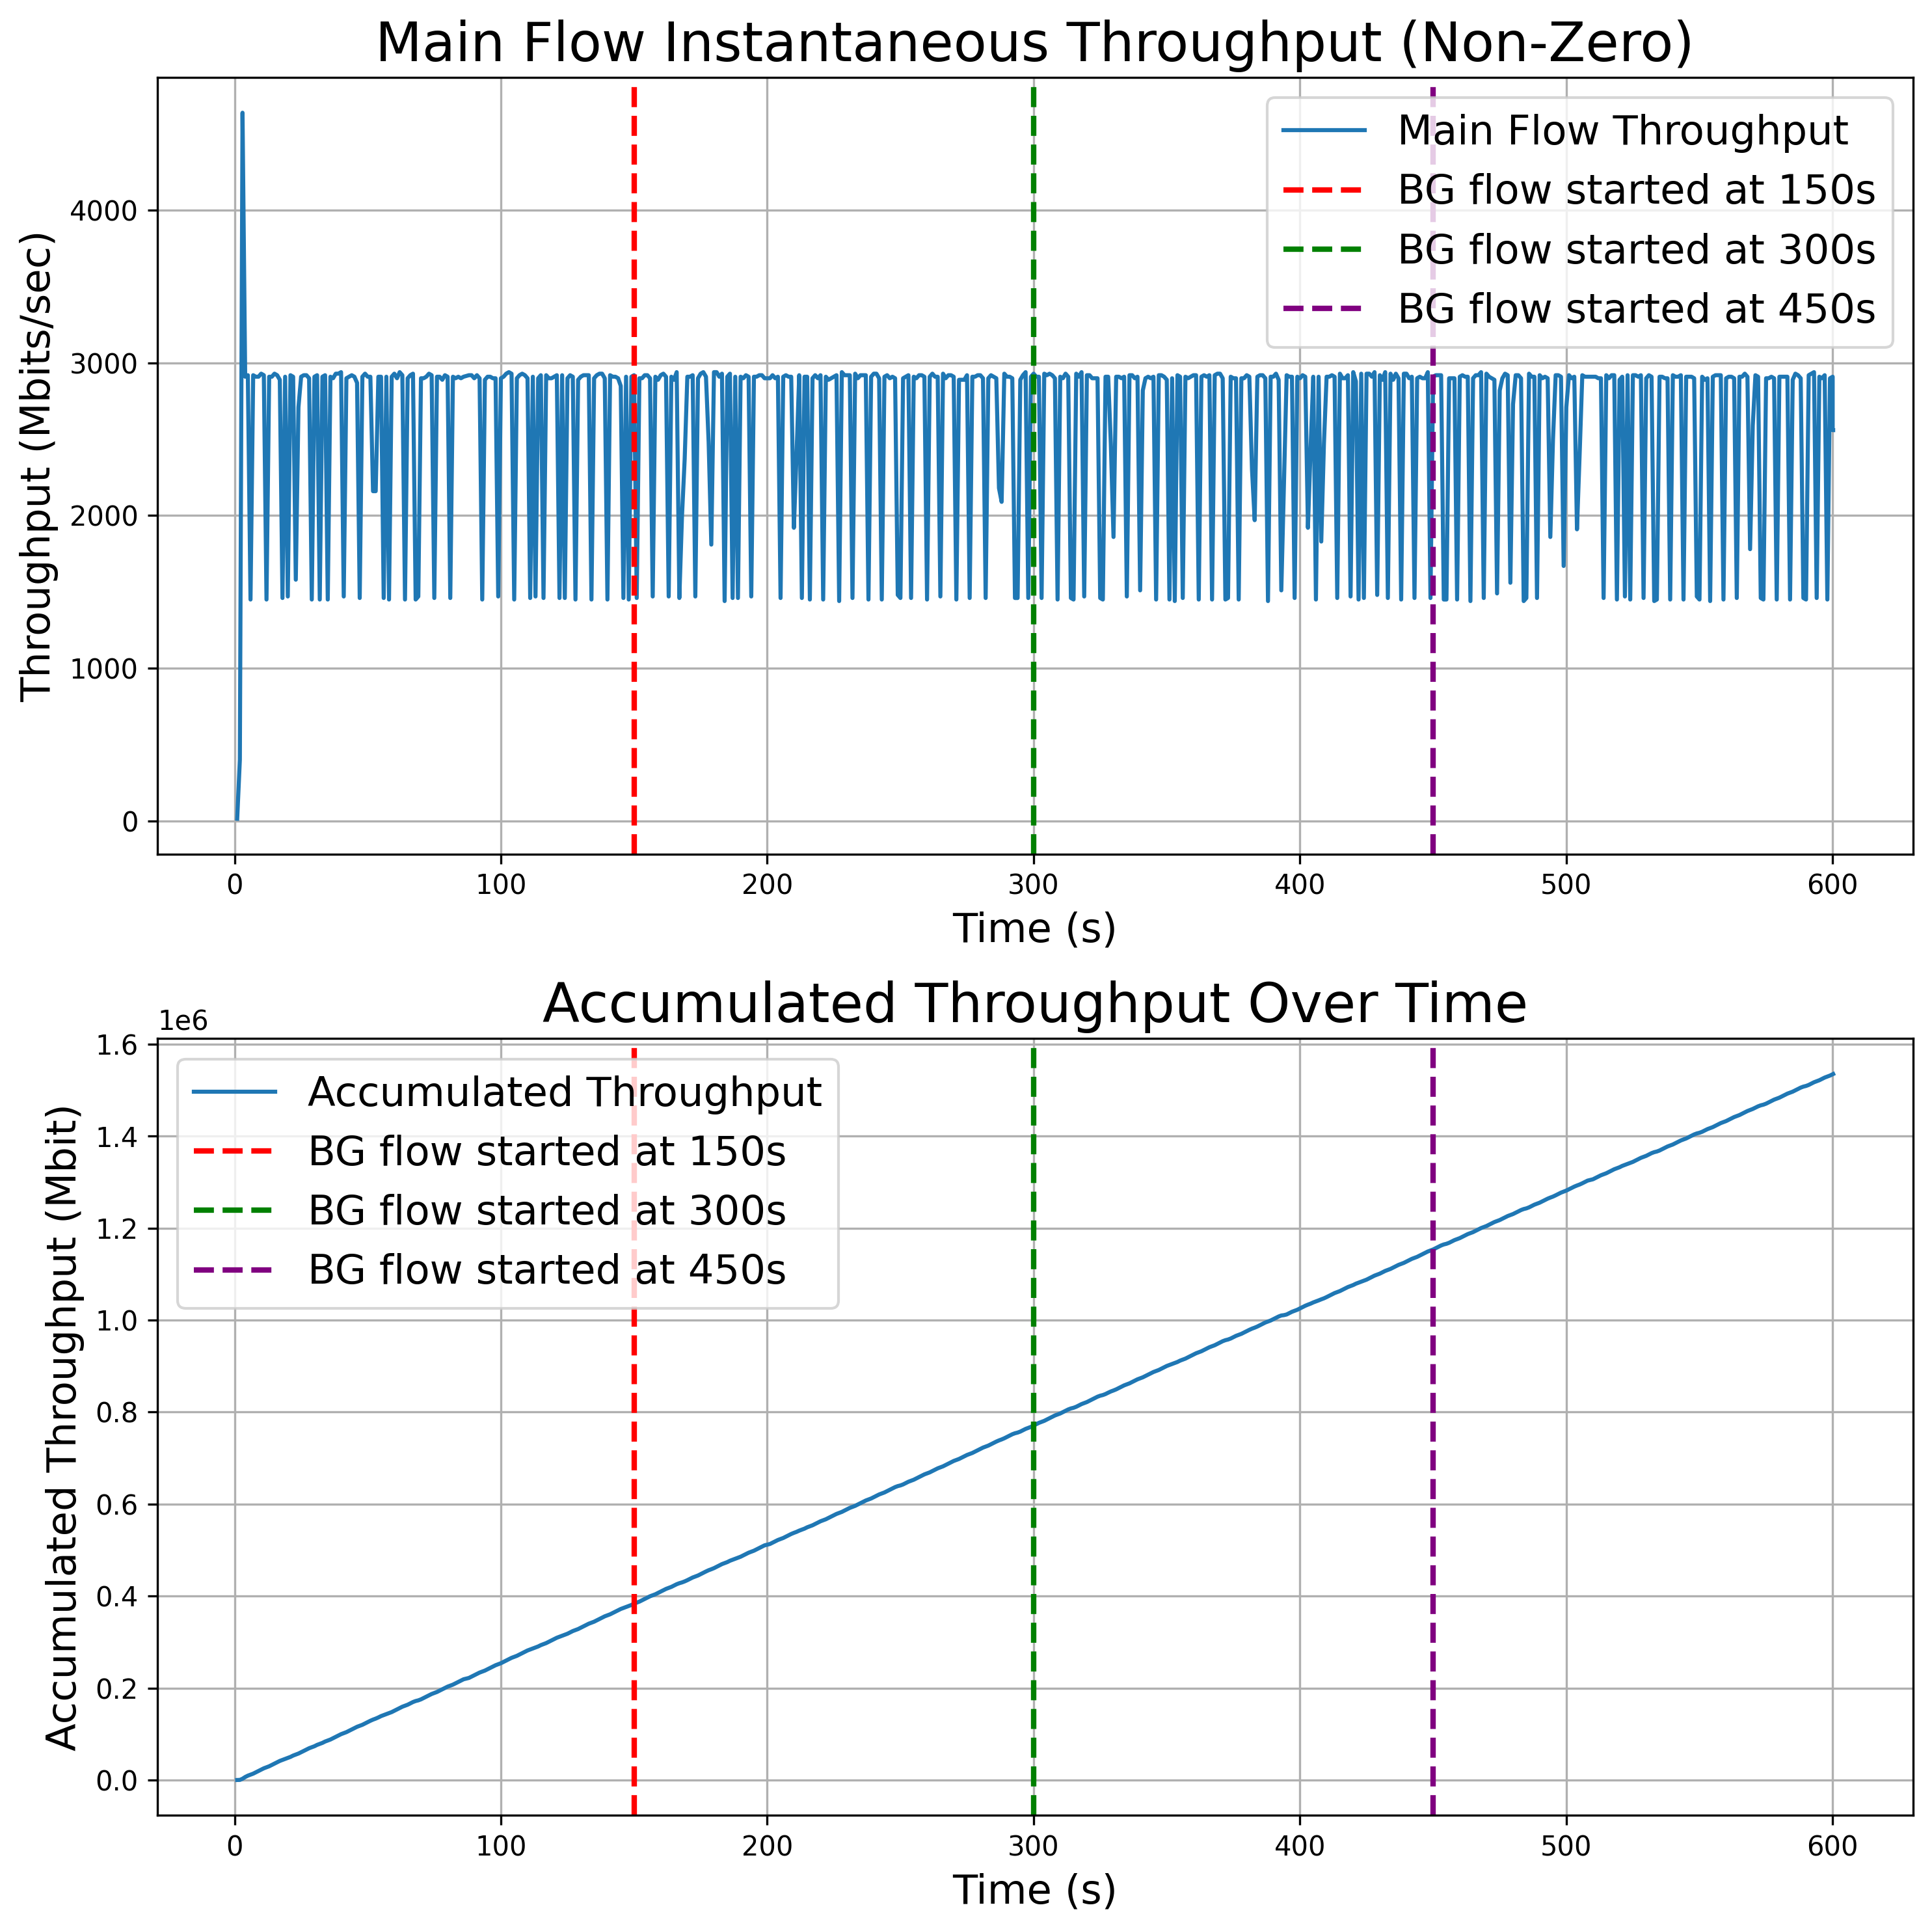 Main Flow Instantaneous Throughput (Non-Zero)
Throughput (Mbits/sec)
4000
3000
2000
1000
0
Main Flow Throughput
BG flow started at 150s
BG flow started at 300s
BG flow started at 450s
0 100 200 300 400 500 600
Time (s)
Accumulated Throughput Over Time
1e6
Accumulated Throughput (Mbit)
1.6
1.4
1.2
1.0
0.8
0.6
0.4
0.2
0.0
Accumulated Throughput
BG flow started at 150s
BG flow started at 300s
BG flow started at 450s
0 100 200 300 400 500 600
Time (s)